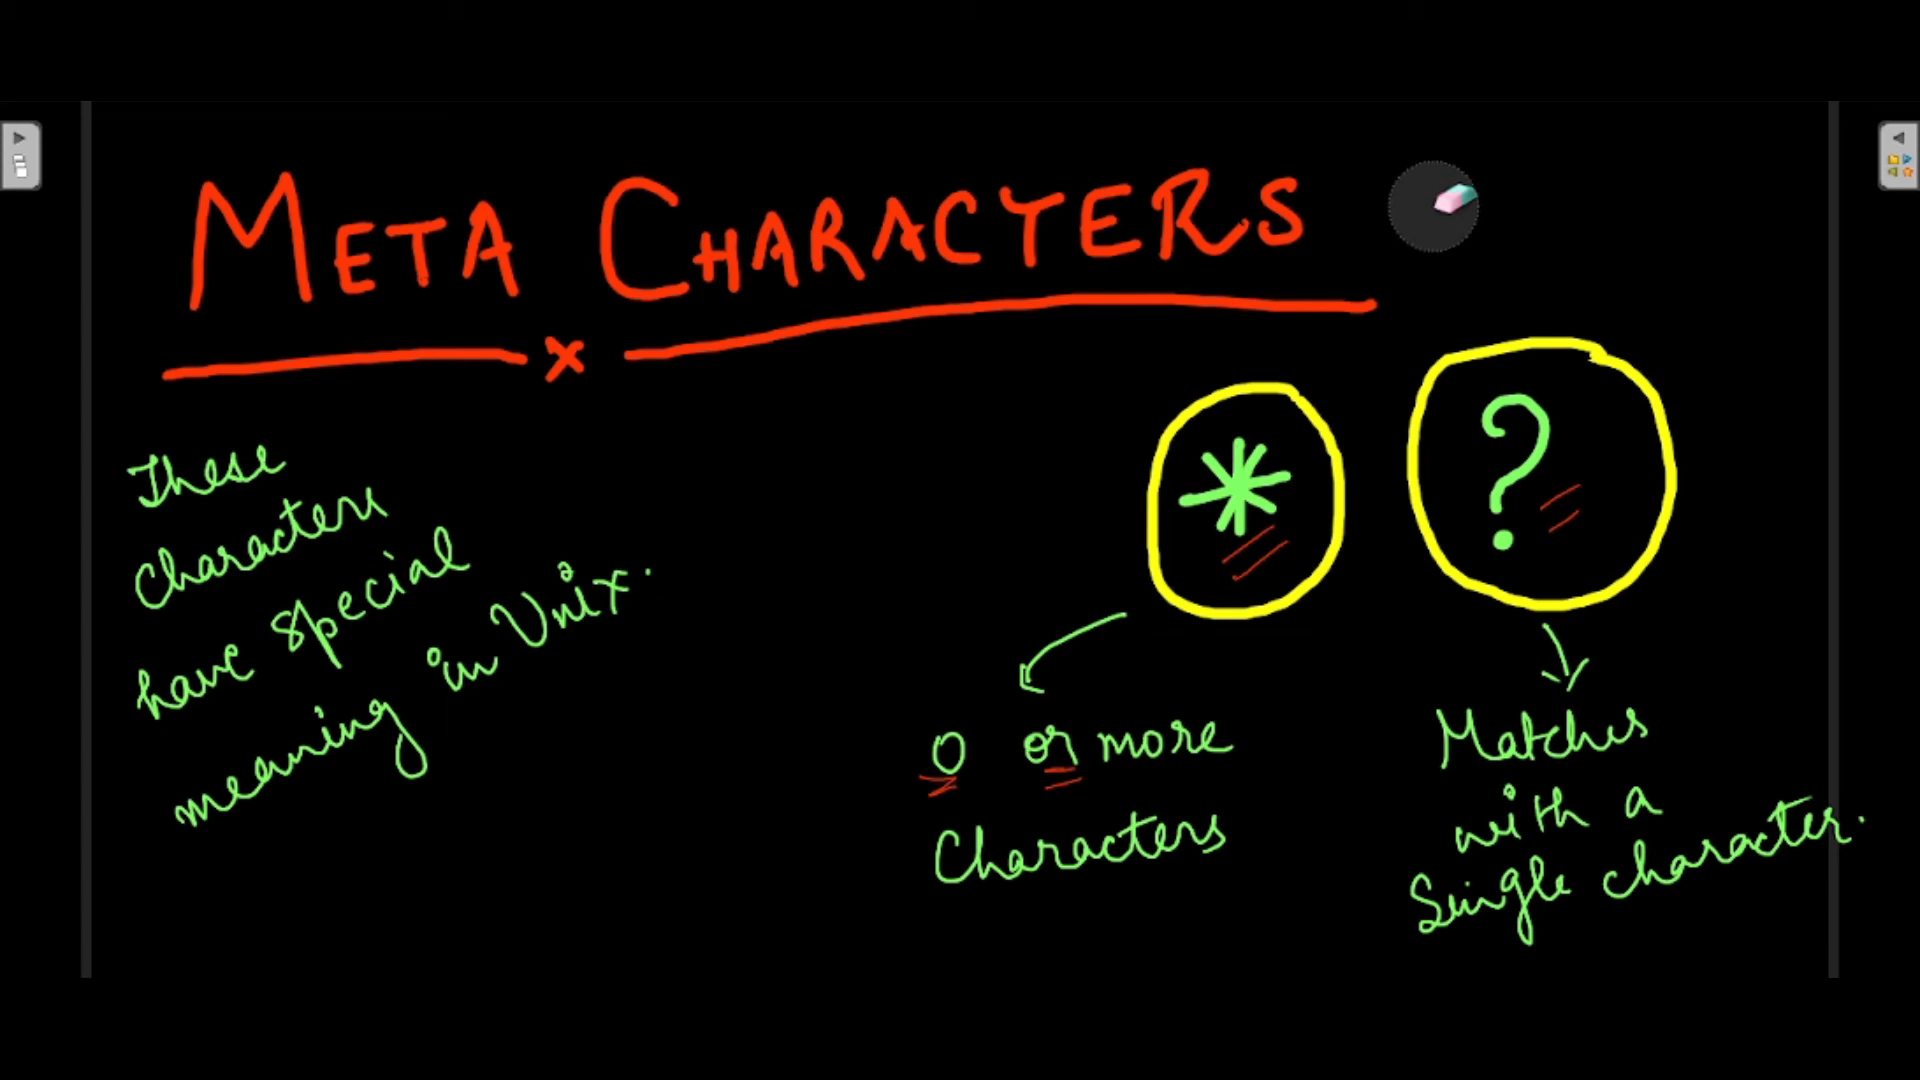 META CHARACTERS
These
Characters
have special
meaning in Unix.
*
?
0 or more
Characters
Matches
with a
Single character.